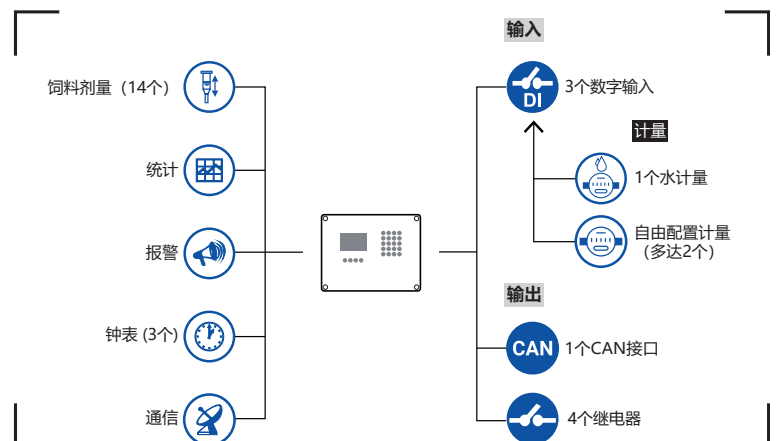 输入
饲料剂量（14个）
DI
3个数字输入
计量
统计
1个水计量
报警
自由配置计量
（多达2个）
输出
钟表 (3个)
CAN
1个CAN接口
通信
4个继电器